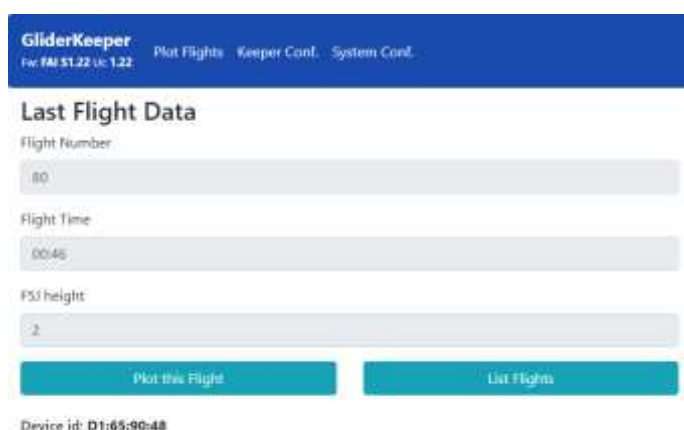 GliderKeeper
Fw: FAI S1.22 Ui: 1.22
Plot Flights Keeper Conf. System Conf.
Last Flight Data
Flight Number
80
Flight Time
00:46
F5J height
2
Plot this Flight List Flights
Device id: D1:65:90:48